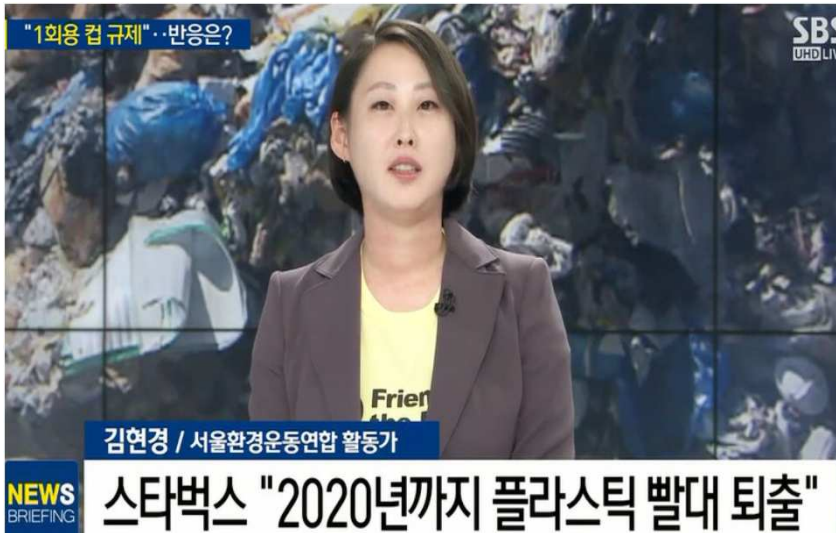 "1회용 컵 규제"‥반응은?
SBS
UHD LIV
Frien
김현경 / 서울환경운동연합 활동가
NEWS
BRIEFING
스타벅스 "2020년까지 플라스틱 빨대 퇴출"